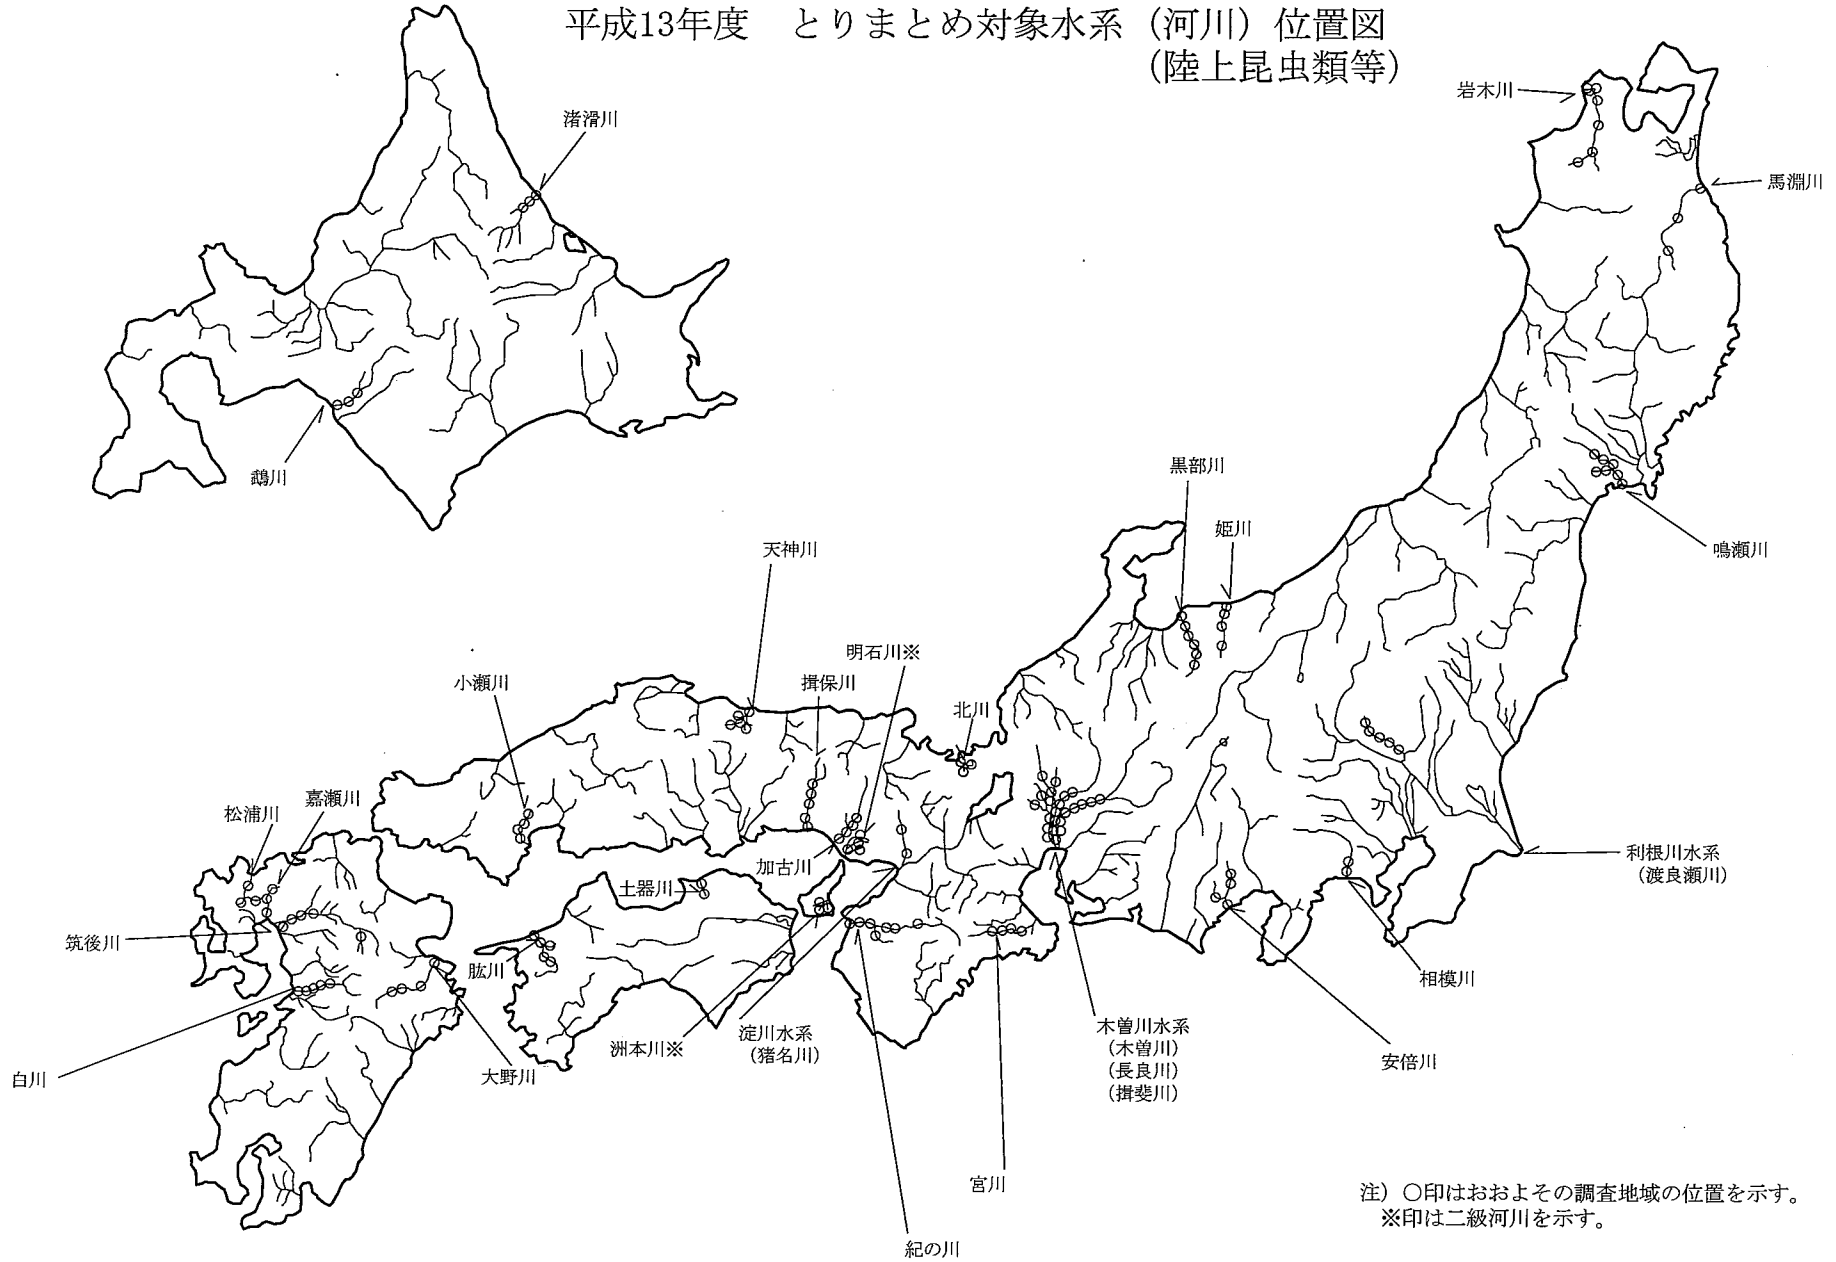 平成13年度　とりまとめ対象水系（河川）位置図
（陸上昆虫類等）
岩木川
渚滑川
馬淵川
黒部川
鵡川
姫川
天神川
鳴瀬川
明石川※
小瀬川
揖保川
北川
嘉瀬川
松浦川
利根川水系
（渡良瀬川）
加古川
土器川
筑後川
肱川
相模川
木曽川水系
（木曽川）
（長良川）
（揖斐川）
淀川水系
（猪名川）
洲本川※
安倍川
白川
大野川
宮川
紀の川
注）○印はおおよその調査地域の位置を示す。
※印は二級河川を示す。